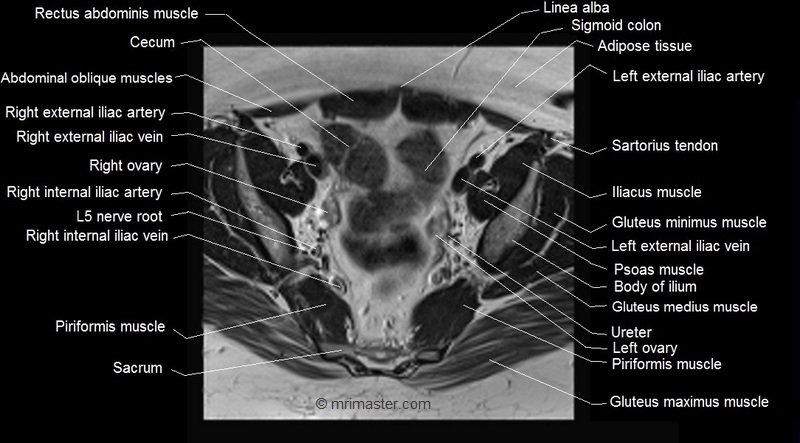 Rectus abdominis muscle
Cecum
Abdominal oblique muscles
Right external iliac artery
Right external iliac vein
Right ovary
Right internal iliac artery
L5 nerve root
Right internal iliac vein
Piriformis muscle
Sacrum
Linea alba
Sigmoid colon
Adipose tissue
Left external iliac artery
Sartorius tendon
Iliacus muscle
Gluteus minimus muscle
Left external iliac vein
Psoas muscle
Body of ilium
Gluteus medius muscle
Ureter
Left ovary
Piriformis muscle
Gluteus maximus muscle
© mrimaster.com